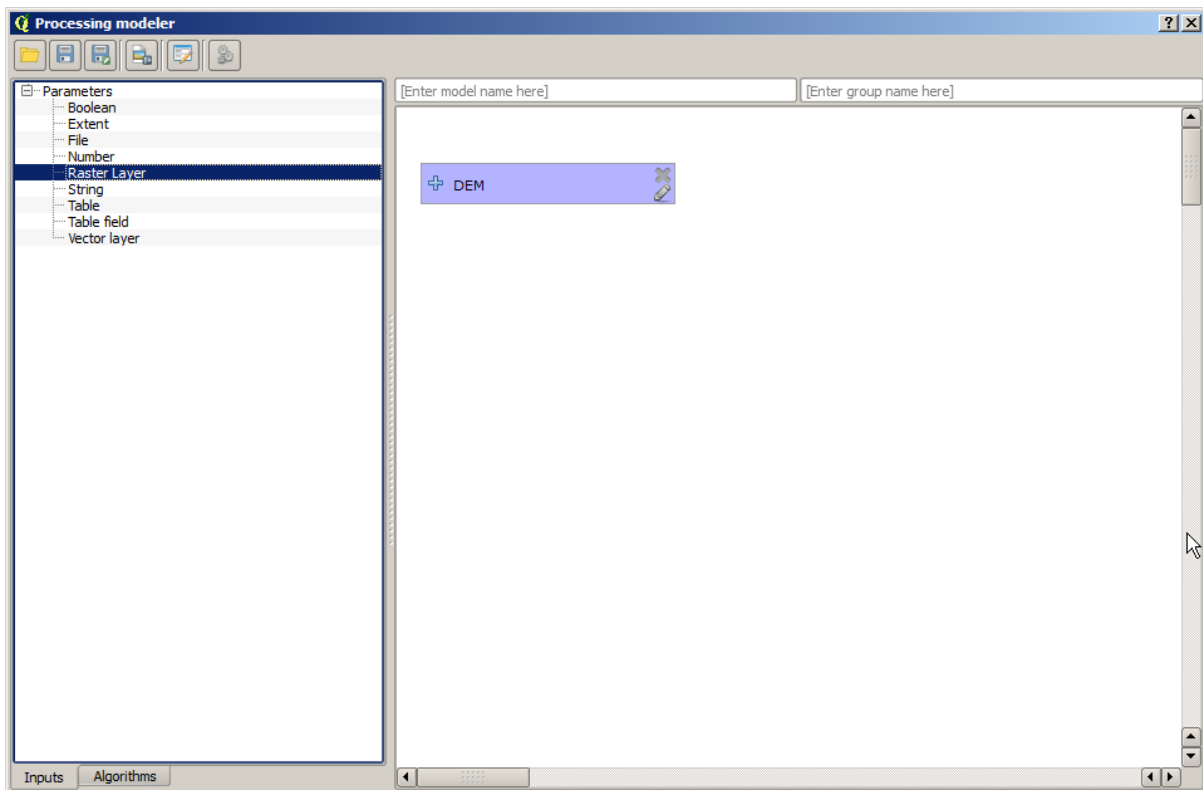 Processing modeler
Parameters
Boolean
Extent
File
Number
Raster Layer
String
Table
Table field
Vector layer
Inputs
Algorithms
[Enter model name here]
[Enter group name here]
DEM